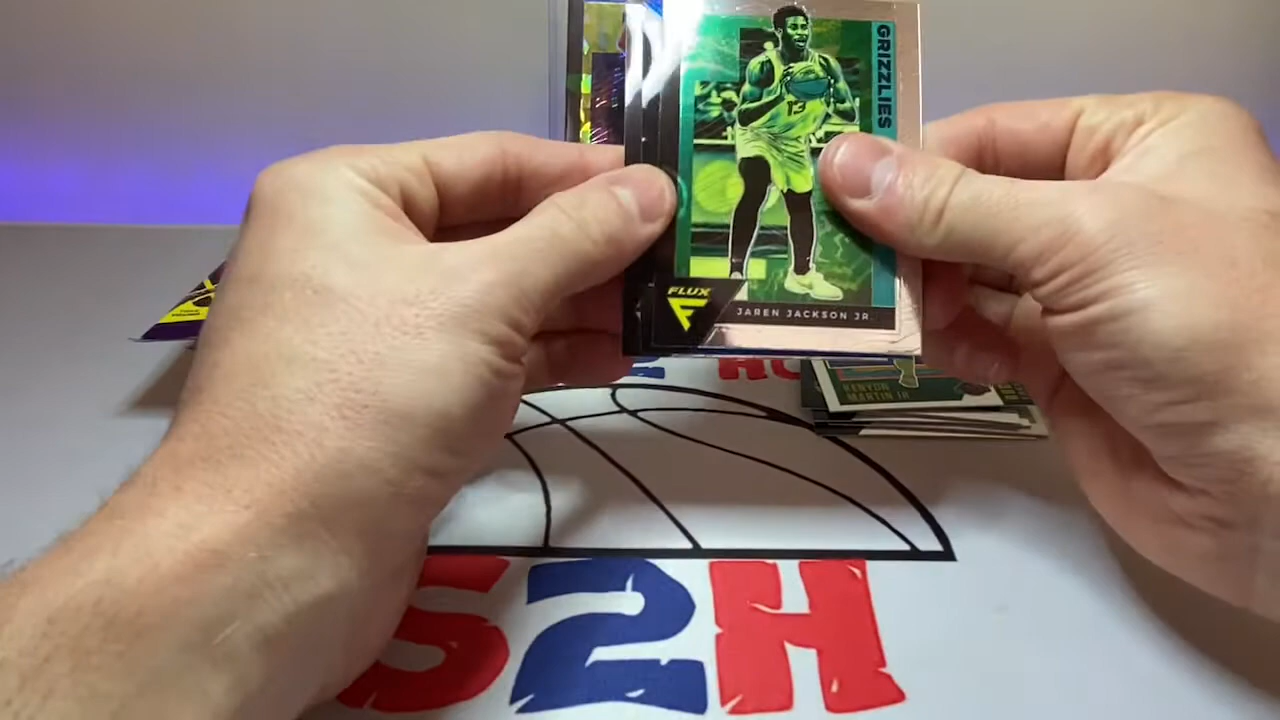 GRIZZLIES
13
FLUX
JAREN JACKSON JR.
KENYON
MARTIN JR
S2H